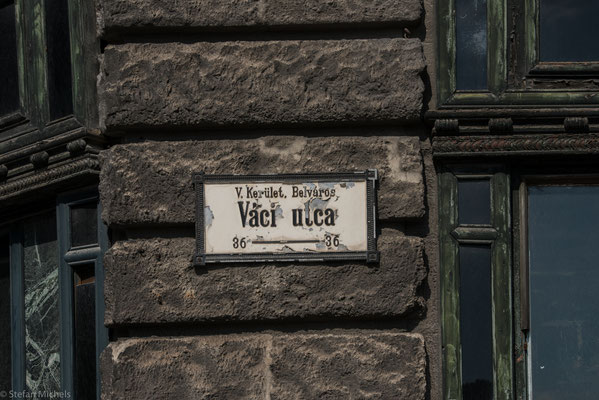 V. Kerület, Belváros
Váci utca
36 36
©Stefan Michels